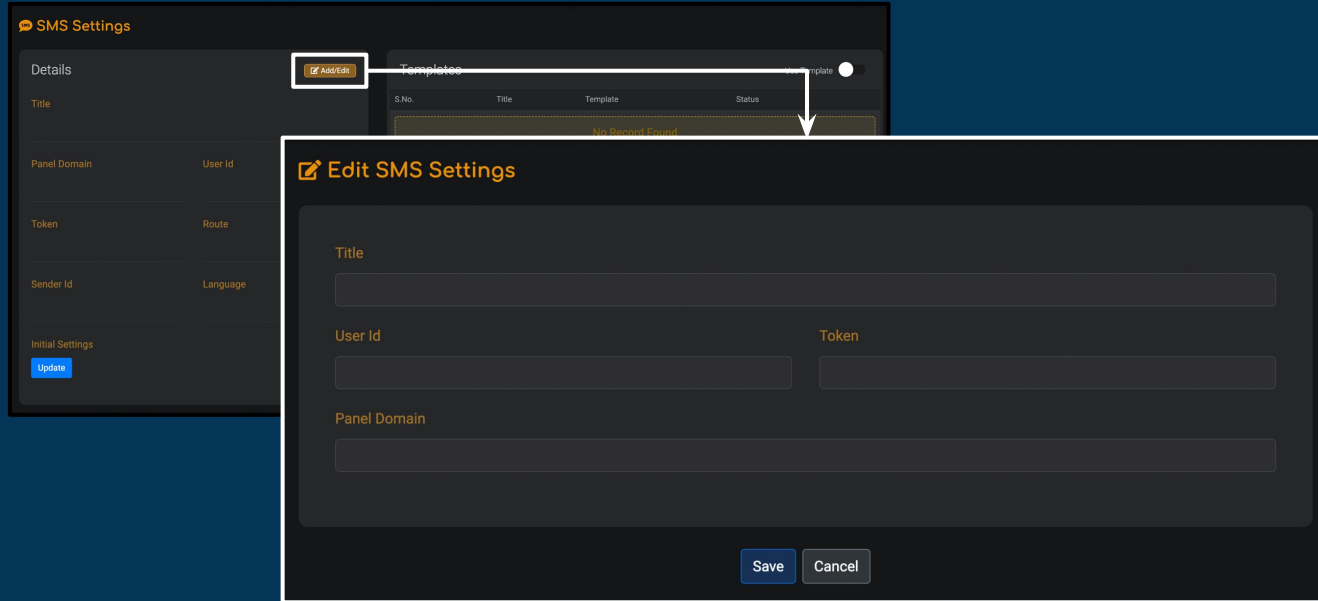 SMS Settings
Details
Add/Edit
Title
Panel Domain
User Id
Token
Route
Sender Id
Language
Initial Settings
Update
Templates
Use Template
S.No.
Title
Template
Status
No Record Found
Edit SMS Settings
Title
User Id
Token
Panel Domain
Save
Cancel